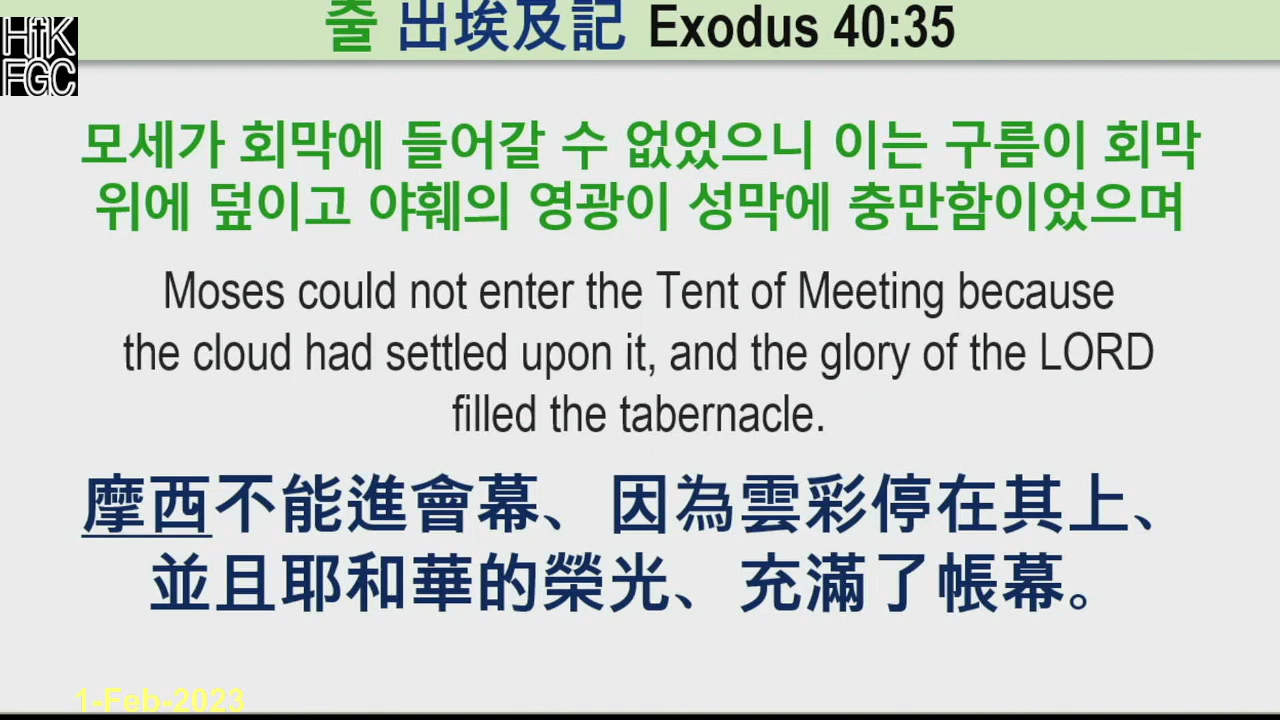 HfK
FGC
출 出埃及記 Exodus 40:35
모세가 회막에 들어갈 수 없었으니 이는 구름이 회막
위에 덮이고 야훼의 영광이 성막에 충만함이었으며
Moses could not enter the Tent of Meeting because
the cloud had settled upon it, and the glory of the LORD
filled the tabernacle.
摩西不能進會幕、因為雲彩停在其上、
並且耶和華的榮光、充滿了帳幕。
1-Feb-2023